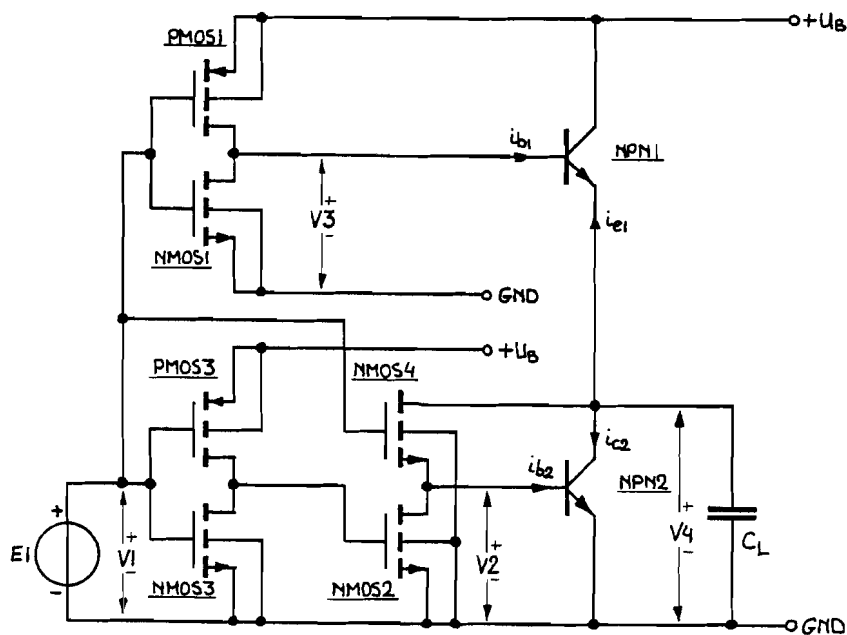 +UB
PMOS1
ib1
NPN1
+
V3
-
ie1
NMOS1
GND
+UB
PMOS3
NMOS4
ic2
ib2
NPN2
+
E1
-
+
V1
-
+
V2
-
+
V4
-
CL
NMOS3
NMOS2
GND